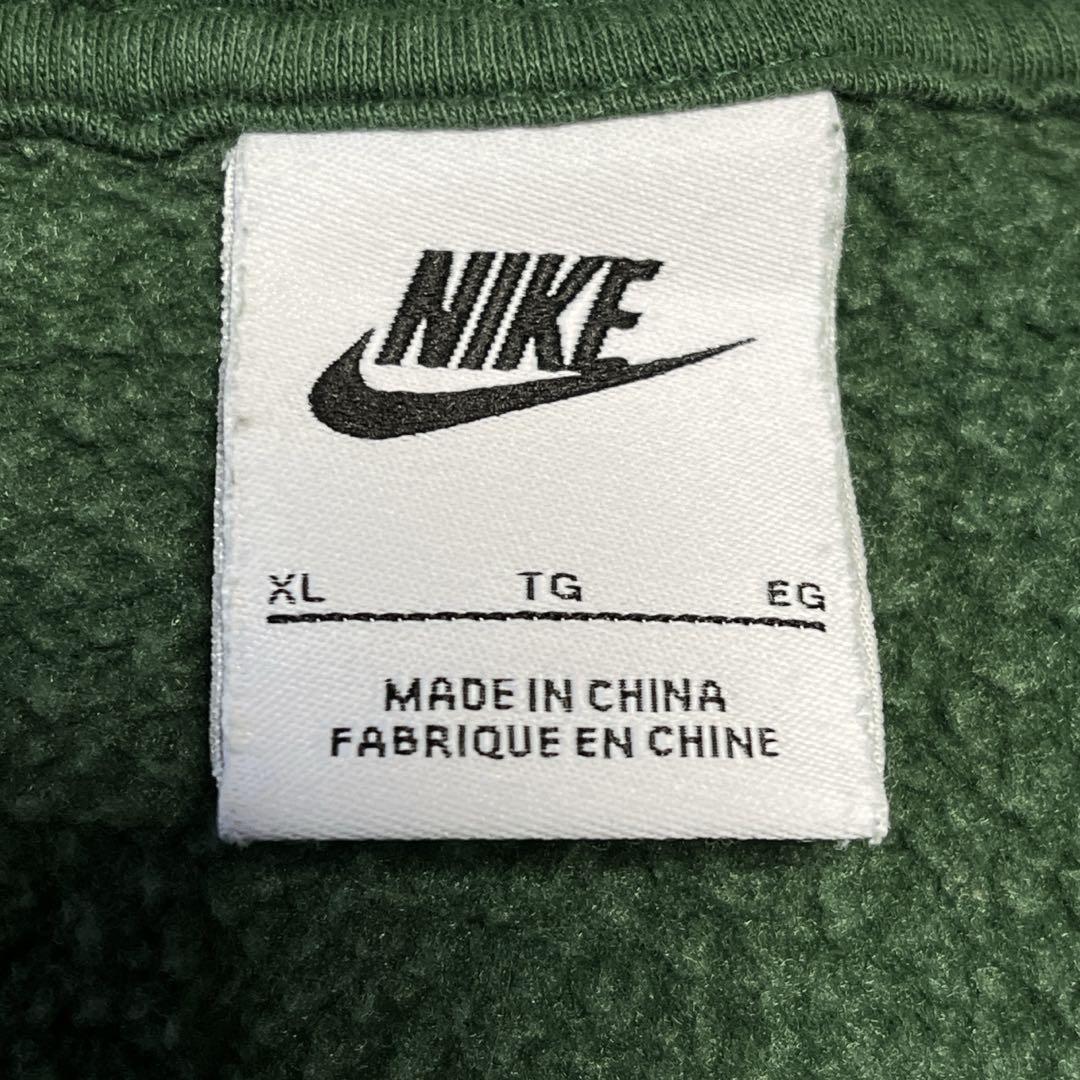 NIKE
XL TG EG
MADE IN CHINA
FABRIQUE EN CHINE